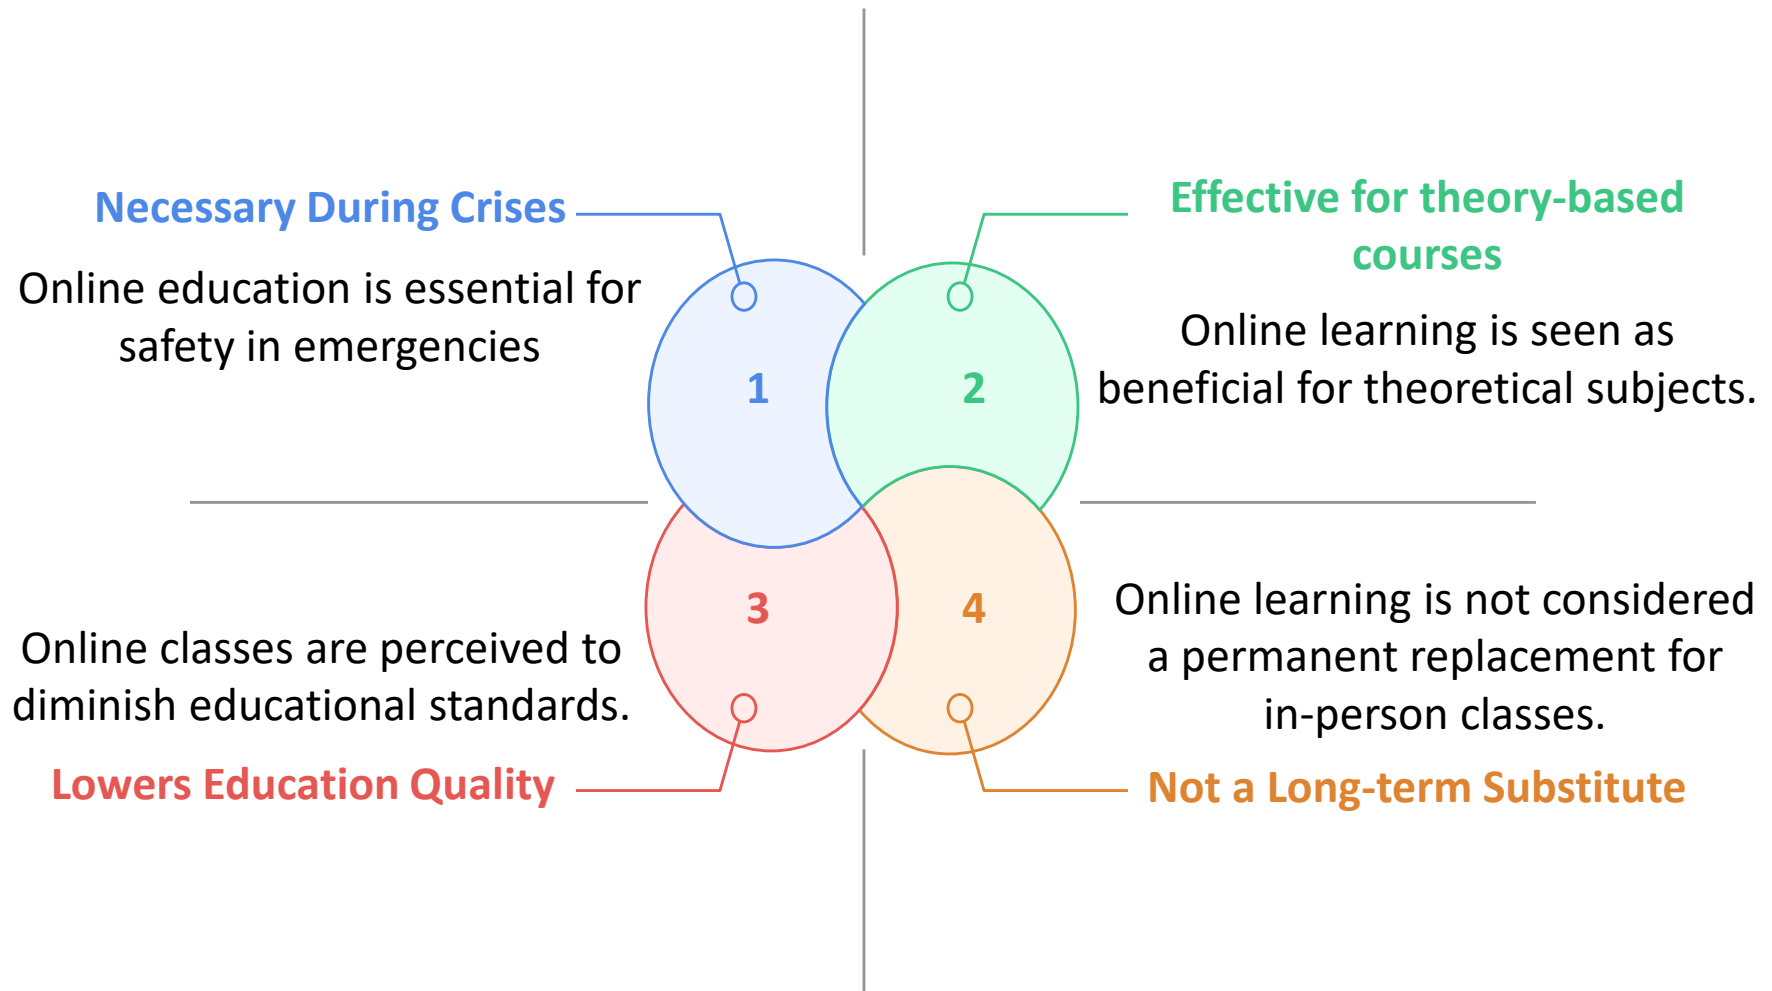 Necessary During Crises
Online education is essential for
safety in emergencies
1
Effective for theory-based
courses
Online learning is seen as
beneficial for theoretical subjects.
2
Online classes are perceived to
diminish educational standards.
Lowers Education Quality
3
4
Online learning is not considered
a permanent replacement for
in-person classes.
Not a Long-term Substitute